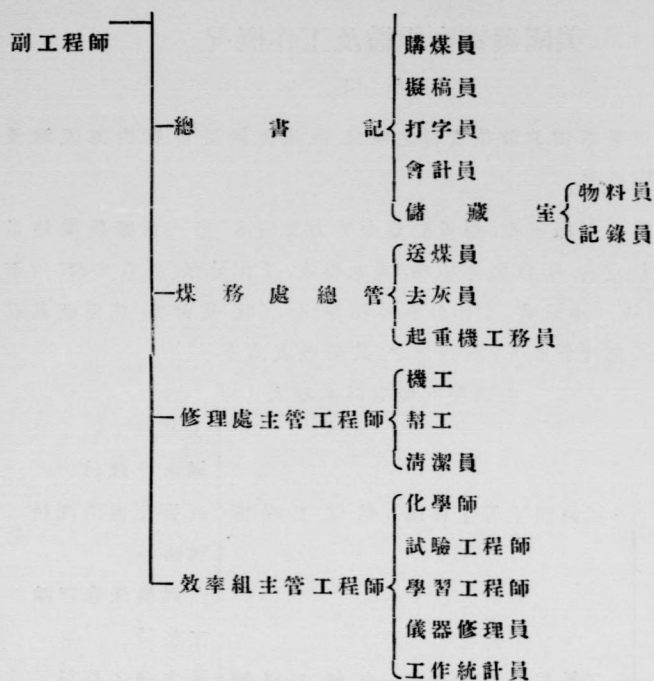 副工程師
總書記
購煤員
擬稿員
打字員
會計員
儲藏室
物料員
記錄員
煤務處總管
送煤員
去灰員
起重機工務員
修理處主管工程師
機工
幇工
清潔員
效率組主管工程師
化學師
試驗工程師
學習工程師
儀器修理員
工作統計員